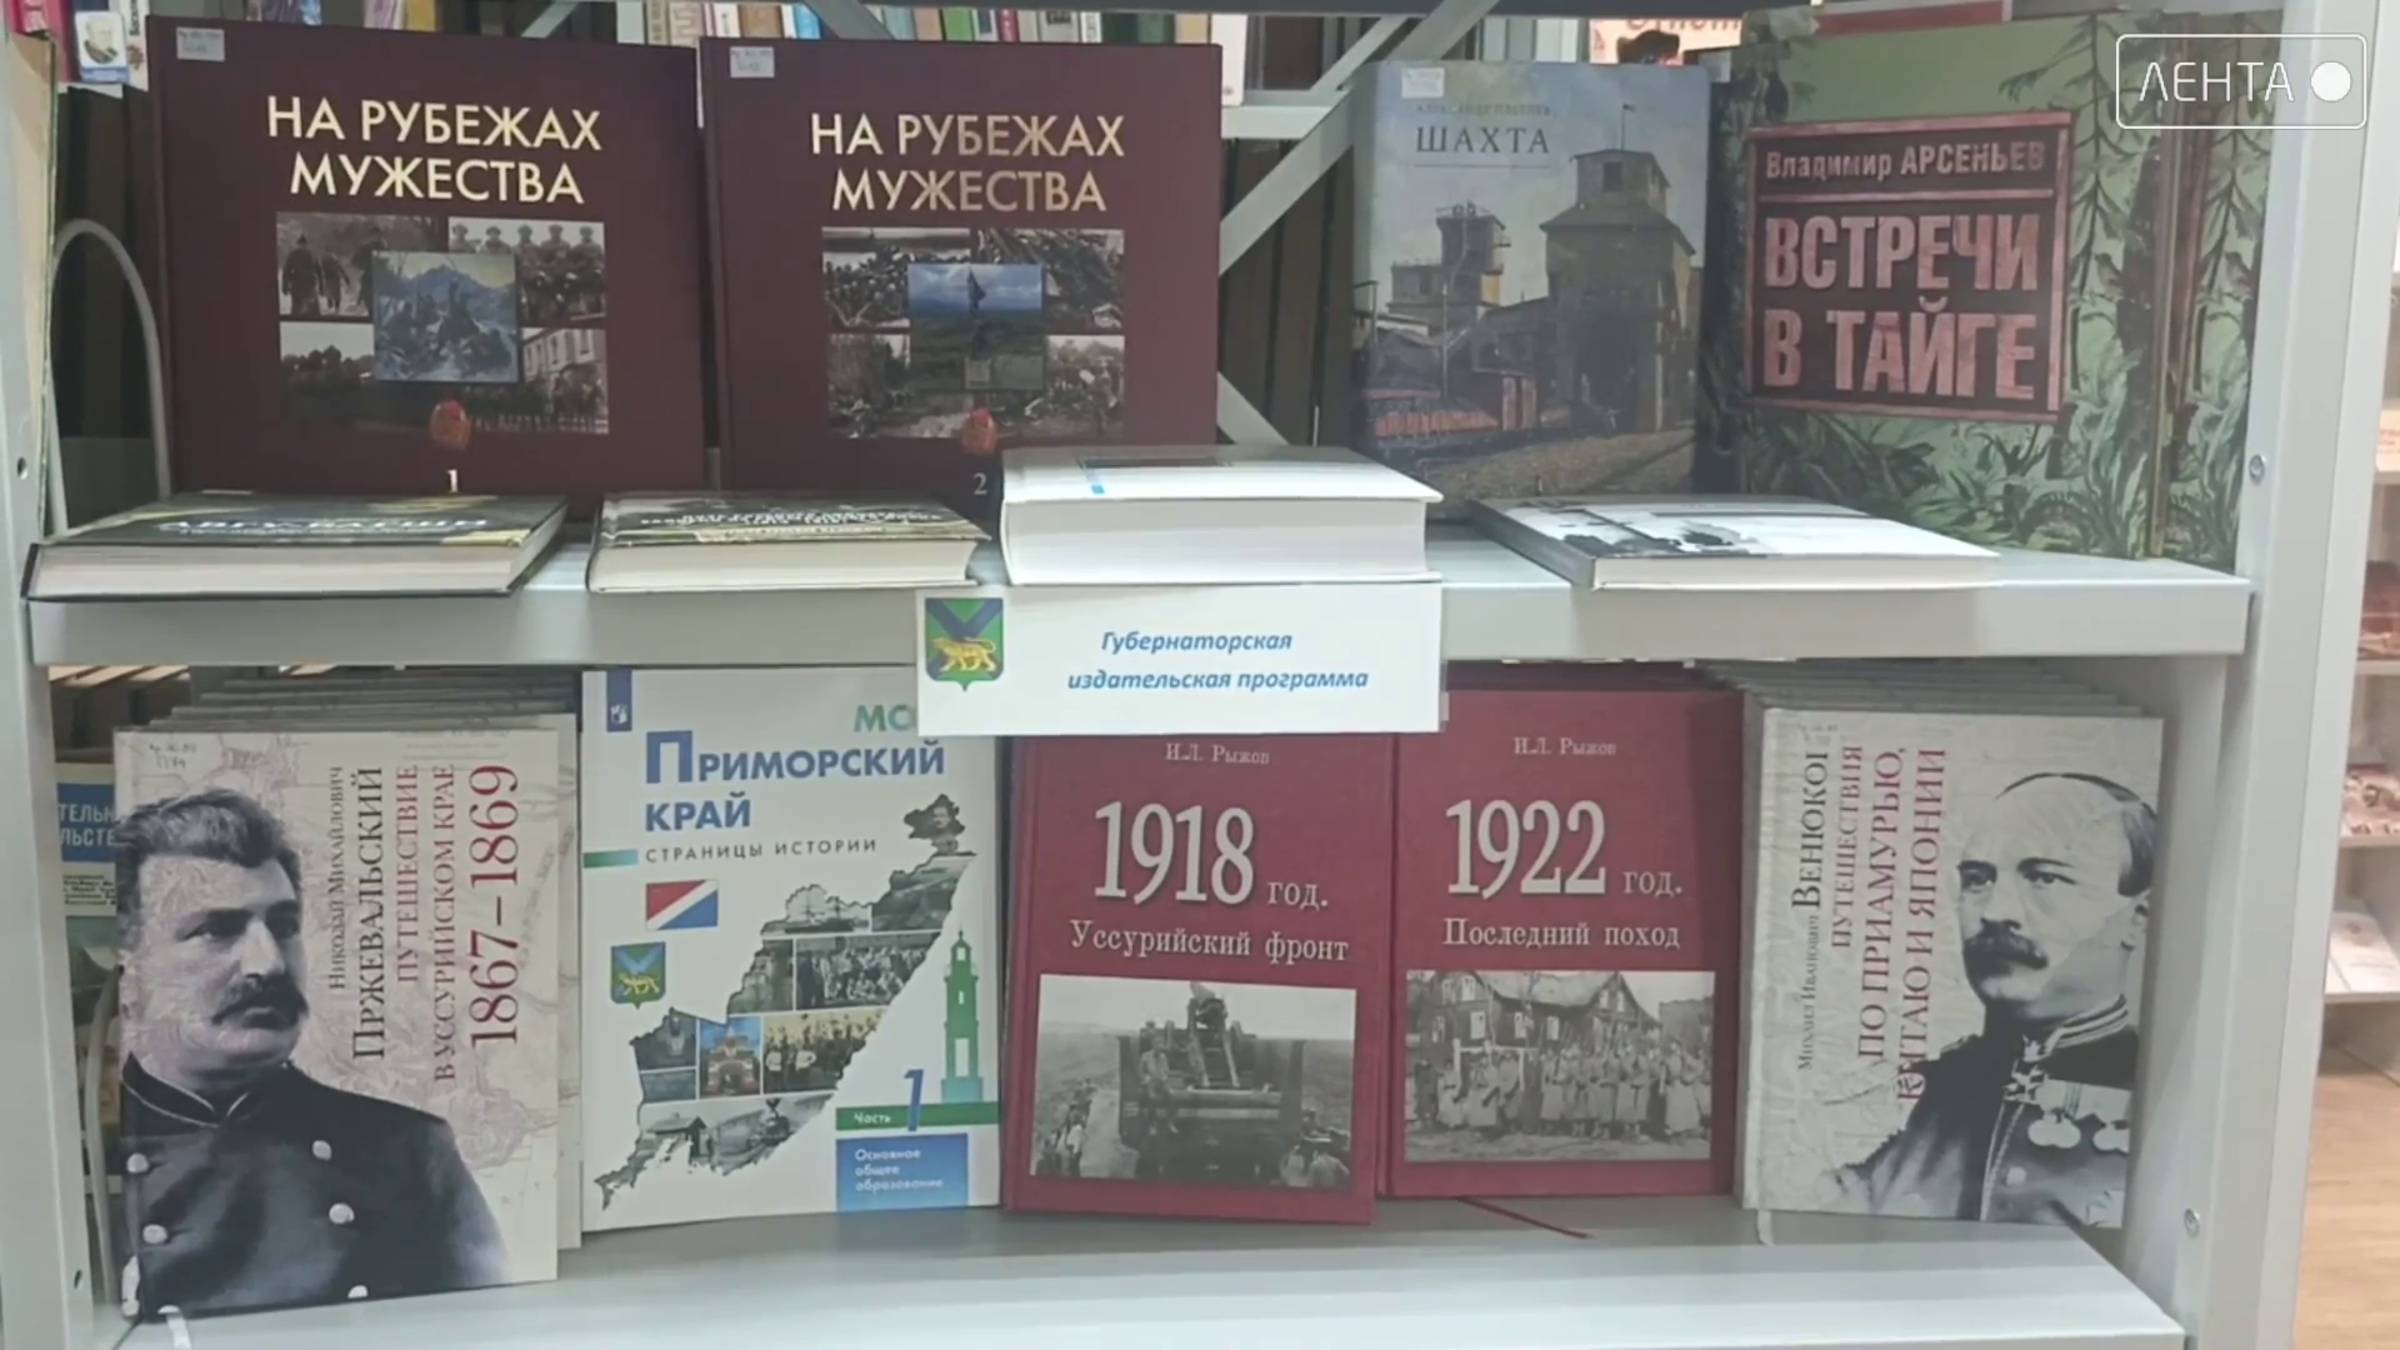 ЛЕНТА
НА РУБЕЖАХ
МУЖЕСТВА
1
НА РУБЕЖАХ
МУЖЕСТВА
2
ШАХТА
Владимир АРСЕНЬЕВ
ВСТРЕЧИ
В ТАЙГЕ
Губернаторская
издательская программа
Николай Михайлович
ПРЖЕВАЛЬСКИЙ
ПУТЕШЕСТВИЕ
В УССУРИЙСКОМ КРАЕ
1867–1869
МО
ПРИМОРСКИЙ
КРАЙ
СТРАНИЦЫ ИСТОРИИ
Часть 1
Основное
общее
образование
И.Л. Рыжов
1918 год.
Уссурийский фронт
И.Л. Рыжов
1922 год.
Последний поход
Михаил Иванович ВЕНЮКОВ
ПУТЕШЕСТВИЯ
ПО ПРИАМУРЬЮ,
КИТАЮ И ЯПОНИИ